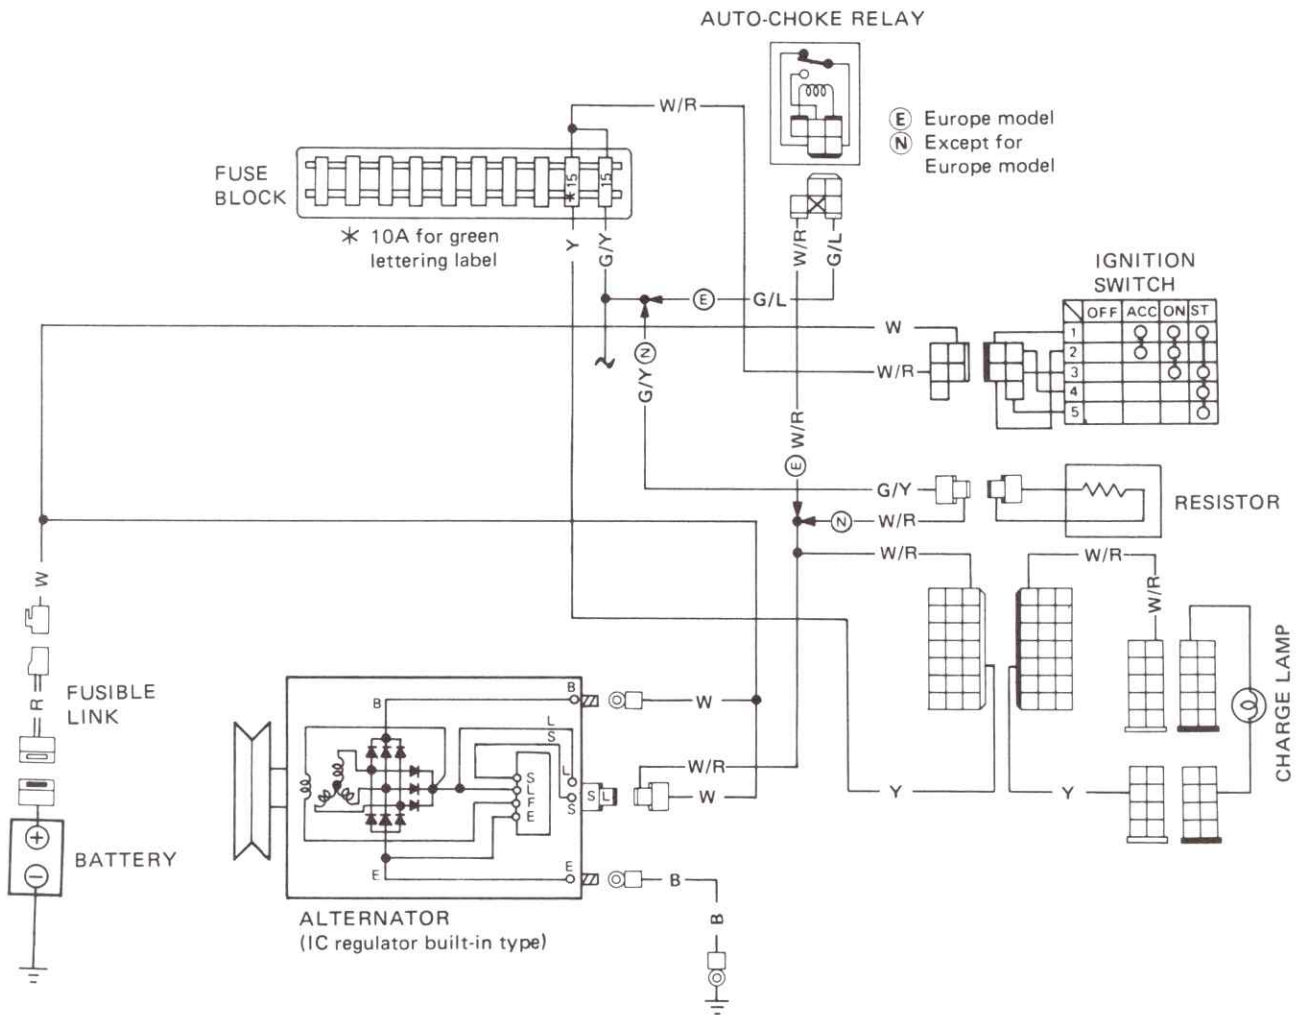 AUTO-CHOKE RELAY
W/R
E Europe model
N Except for
Europe model
FUSE
BLOCK
* 15
15
* 10A for green
lettering label
Y
G/Y
W/R
G/L
E
G/L
IGNITION
SWITCH
OFF ACC ON ST
1
2
3
4
5
W
W/R
G/Y
N
W/R
E
G/Y
N
W/R
RESISTOR
W/R
W/R
W/R
W
R
FUSIBLE
LINK
CHARGE LAMP
B
B
W
L
S
S
L
F
E
L
S
S
L
W/R
W
Y
Y
+
−
BATTERY
E
E
B
B
ALTERNATOR
(IC regulator built-in type)